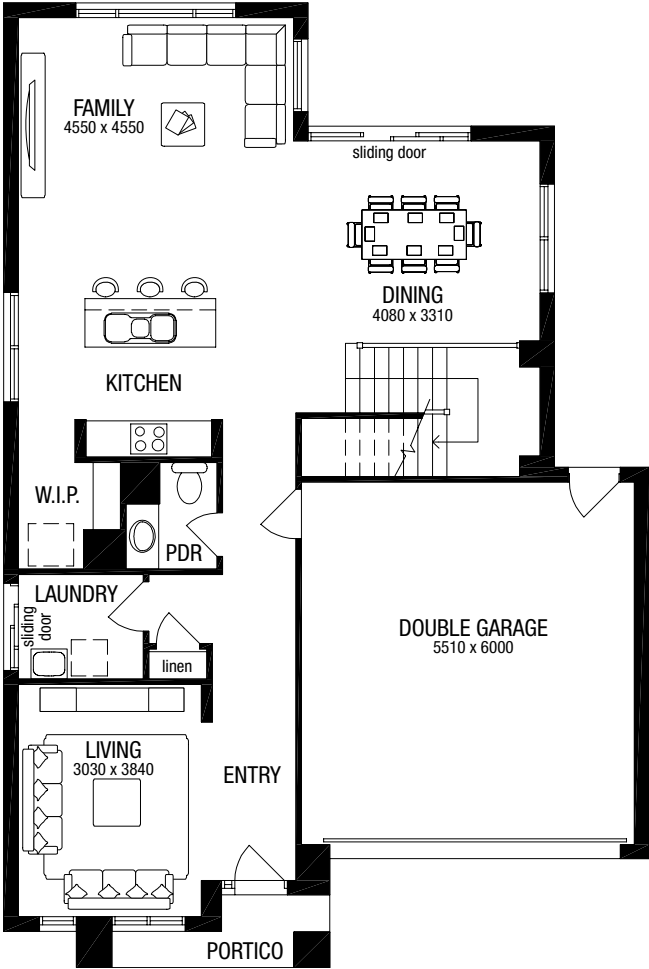 FAMILY
4550 x 4550
sliding door
DINING
4080 x 3310
KITCHEN
W.I.P.
PDR
LAUNDRY
sliding
door
linen
DOUBLE GARAGE
5510 x 6000
LIVING
3030 x 3840
ENTRY
PORTICO